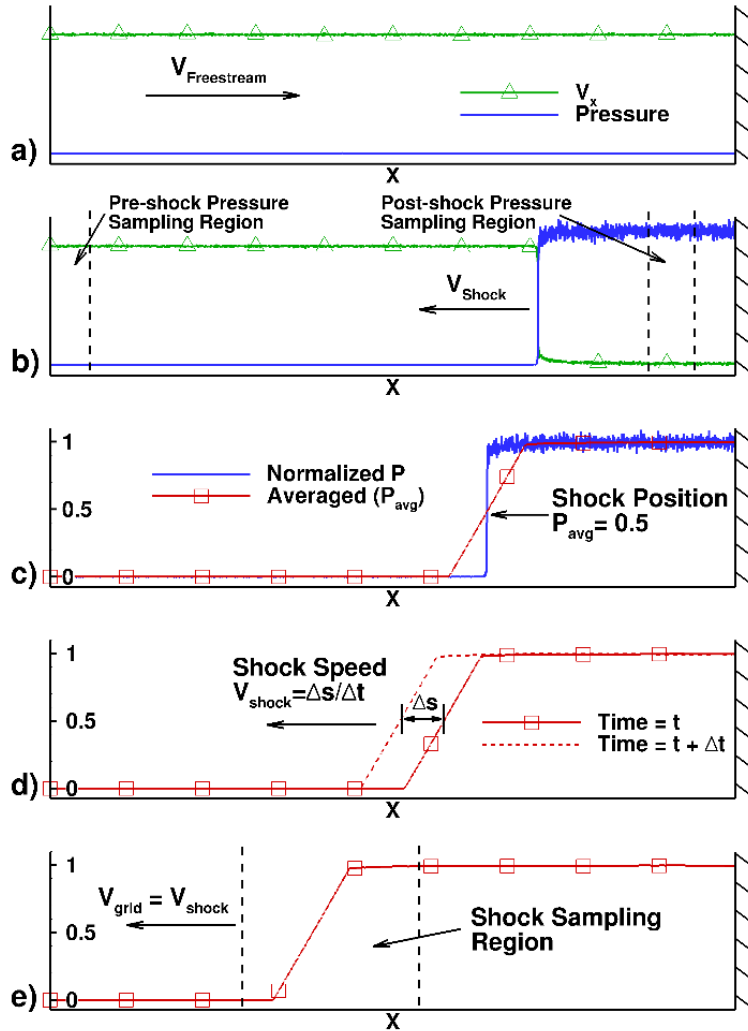 V_Freestream
V_x
Pressure
a)
X
Pre-shock Pressure
Sampling Region
Post-shock Pressure
Sampling Region
V_Shock
b)
X
1
Normalized P
Averaged (P_avg)
0.5
Shock Position
P_avg = 0.5
c)
0
X
1
Shock Speed
V_shock=Δs/Δt
Δs
0.5
Time = t
Time = t + Δt
d)
0
X
1
V_grid = V_shock
0.5
Shock Sampling
Region
e)
0
X